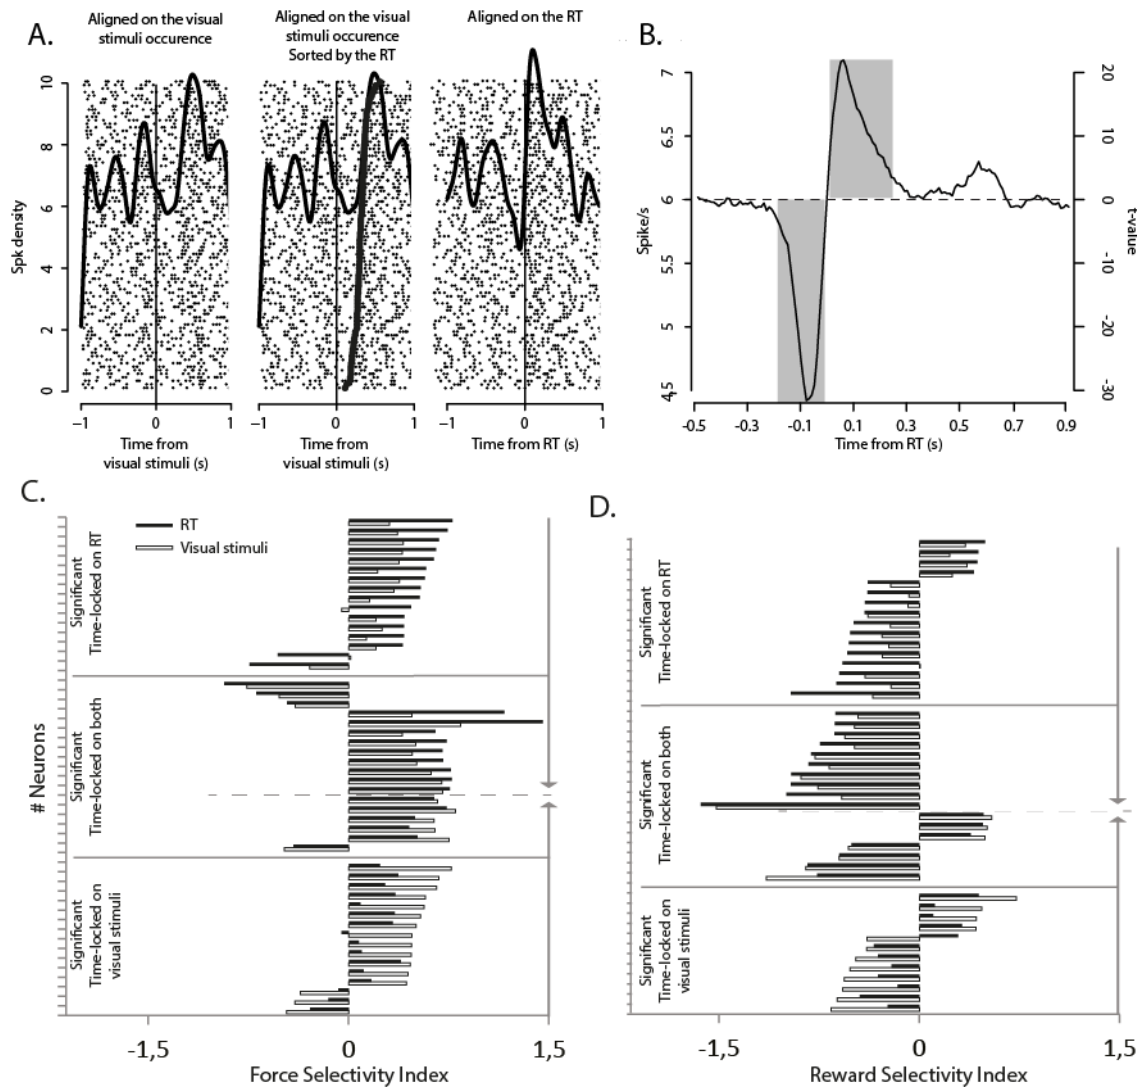 A.
Aligned on the visual
stimuli occurence
Aligned on the visual
stimuli occurence
Sorted by the RT
Aligned on the RT
Spk density
10
8
6
4
2
0
−1 0 1
−1 0 1
−1 0 1
Time from
visual stimuli (s)
Time from
visual stimuli (s)
Time from RT (s)
B.
Spike/s
7
6.5
6
5.5
5
4.5
20
10
0
-10
-20
-30
t-value
-0.5 -0.3 -0.1 0.1 0.3 0.5 0.7 0.9
Time from RT (s)
C.
RT
Visual stimuli
# Neurons
Significant
Time-locked on RT
Significant
Time-locked on both
Significant
Time-locked on
visual stimuli
-1,5 0 1,5
Force Selectivity Index
D.
Significant
Time-locked on RT
Significant
Time-locked on both
Significant
Time-locked on
visual stimuli
-1,5 0 1,5
Reward Selectivity Index